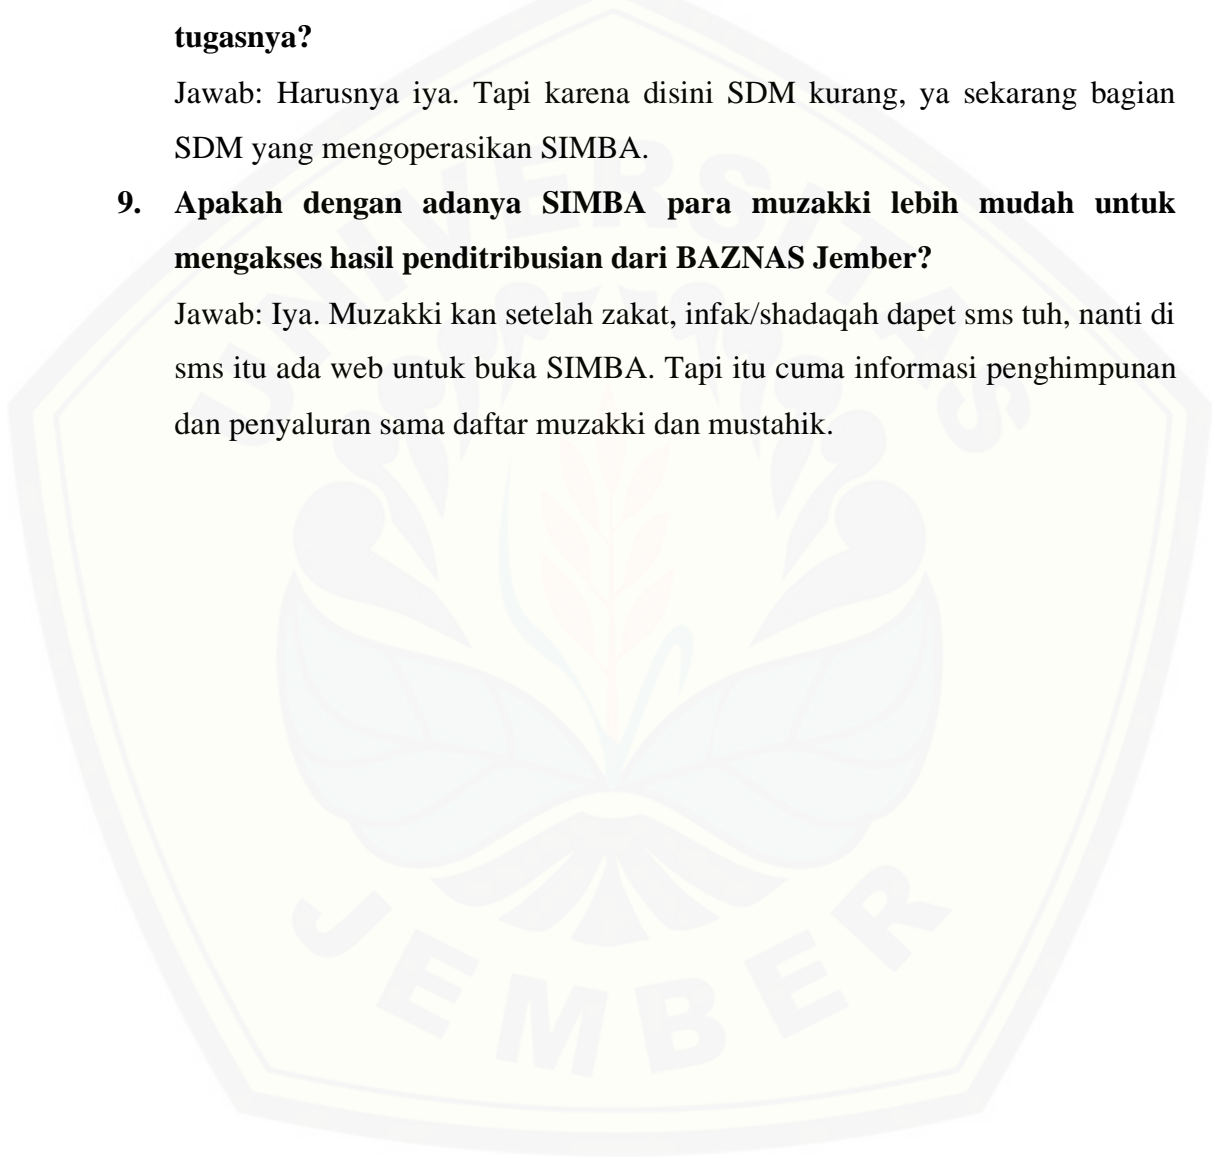 tugasnya?
Jawab: Harusnya iya. Tapi karena disini SDM kurang, ya sekarang bagian
SDM yang mengoperasikan SIMBA.
9. Apakah dengan adanya SIMBA para muzakki lebih mudah untuk
mengakses hasil penditribusian dari BAZNAS Jember?
Jawab: Iya. Muzakki kan setelah zakat, infak/shadaqah dapet sms tuh, nanti di
sms itu ada web untuk buka SIMBA. Tapi itu cuma informasi penghimpunan
dan penyaluran sama daftar muzakki dan mustahik.
UNIVERSITAS
JEMBER